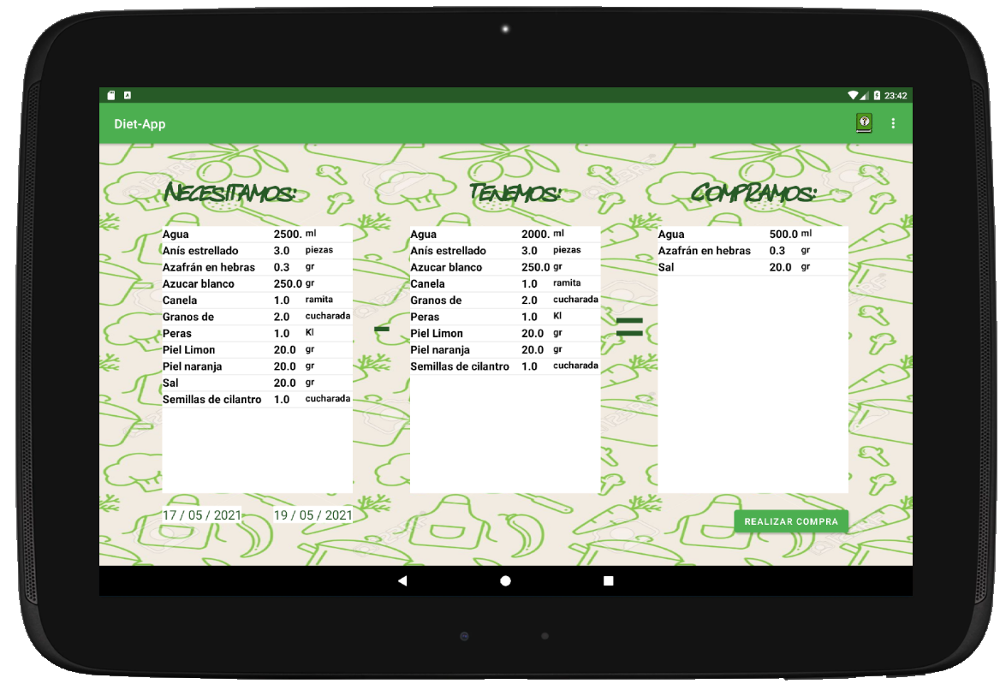 23:42
Diet-App
NECESITAMOS:
Agua 2500. ml
Anís estrellado 3.0 piezas
Azafrán en hebras 0.3 gr
Azucar blanco 250.0 gr
Canela 1.0 ramita
Granos de 2.0 cucharada
Peras 1.0 Kl
Piel Limon 20.0 gr
Piel naranja 20.0 gr
Sal 20.0 gr
Semillas de cilantro 1.0 cucharada
17 / 05 / 2021 19 / 05 / 2021
-
TENEMOS:
Agua 2000. ml
Anís estrellado 3.0 piezas
Azucar blanco 250.0 gr
Canela 1.0 ramita
Granos de 2.0 cucharada
Peras 1.0 Kl
Piel Limon 20.0 gr
Piel naranja 20.0 gr
Semillas de cilantro 1.0 cucharada
=
COMPRAMOS:
Agua 500.0 ml
Azafrán en hebras 0.3 gr
Sal 20.0 gr
REALIZAR COMPRA